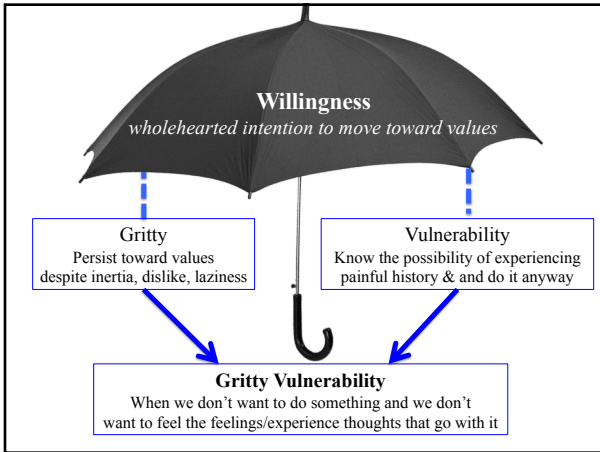 Willingness
wholehearted intention to move toward values
Gritty
Persist toward values
despite inertia, dislike, laziness
Vulnerability
Know the possibility of experiencing
painful history & and do it anyway
Gritty Vulnerability
When we don’t want to do something and we don’t
want to feel the feelings/experience thoughts that go with it